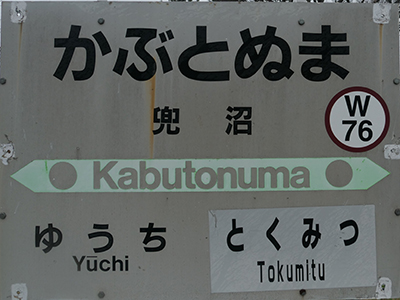 かぶとぬま
兜沼
W
76
Kabutonuma
ゆうち
Yūchi
とくみつ
Tokumitu